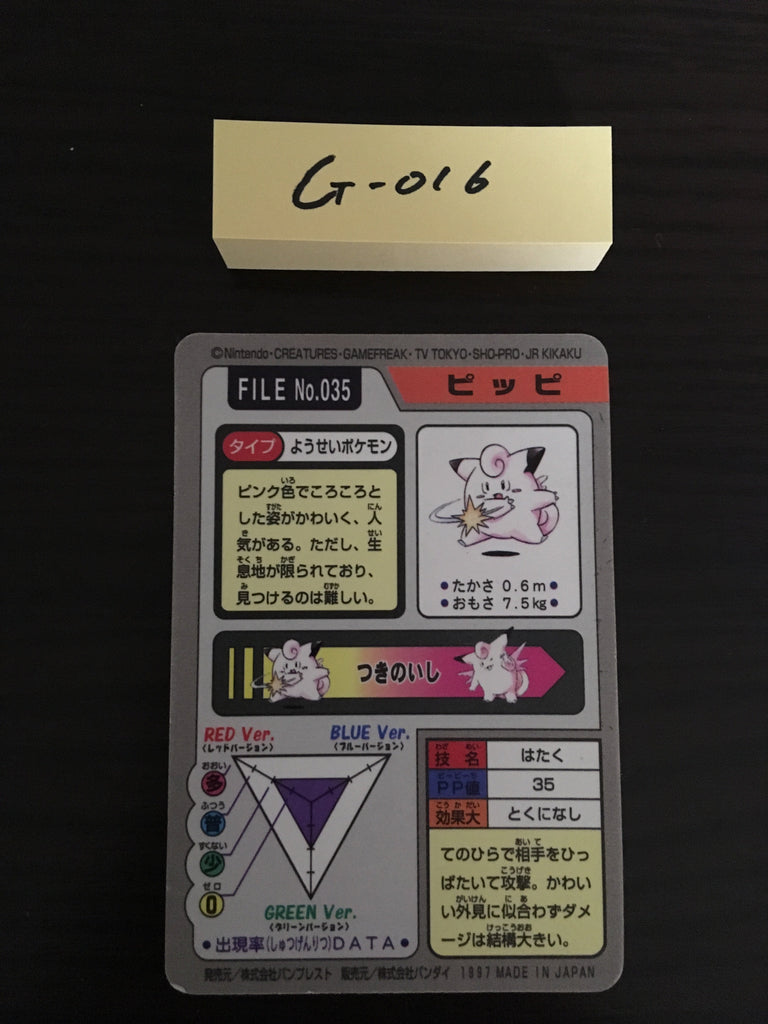 G-016
©Nintendo・CREATURES・GAMEFREAK・TV TOKYO・SHO-PRO・JR KIKAKU
FILE No.035
ピッピ
タイプ ようせいポケモン
ピンク色でころころと
した姿がかわいく、人
気がある。ただし、生
息地が限られており、
見つけるのは難しい。
●たかさ 0.6m●
●おもさ 7.5kg●
つきのいし
RED Ver.
(レッドバージョン)
BLUE Ver.
(ブルーバージョン)
おおい
多
ふつう
普
すくない
少
ゼロ
0
GREEN Ver.
(グリーンバージョン)
●出現率(しゅつげんりつ)DATA●
技名 はたく
PP値 35
効果大 とくになし
てのひらで相手をひっ
ぱたいて攻撃。かわい
い外見に似合わずダメ
ージは結構大きい。
発売元/株式会社バンプレスト 販売元/株式会社バンダイ 1997 MADE IN JAPAN